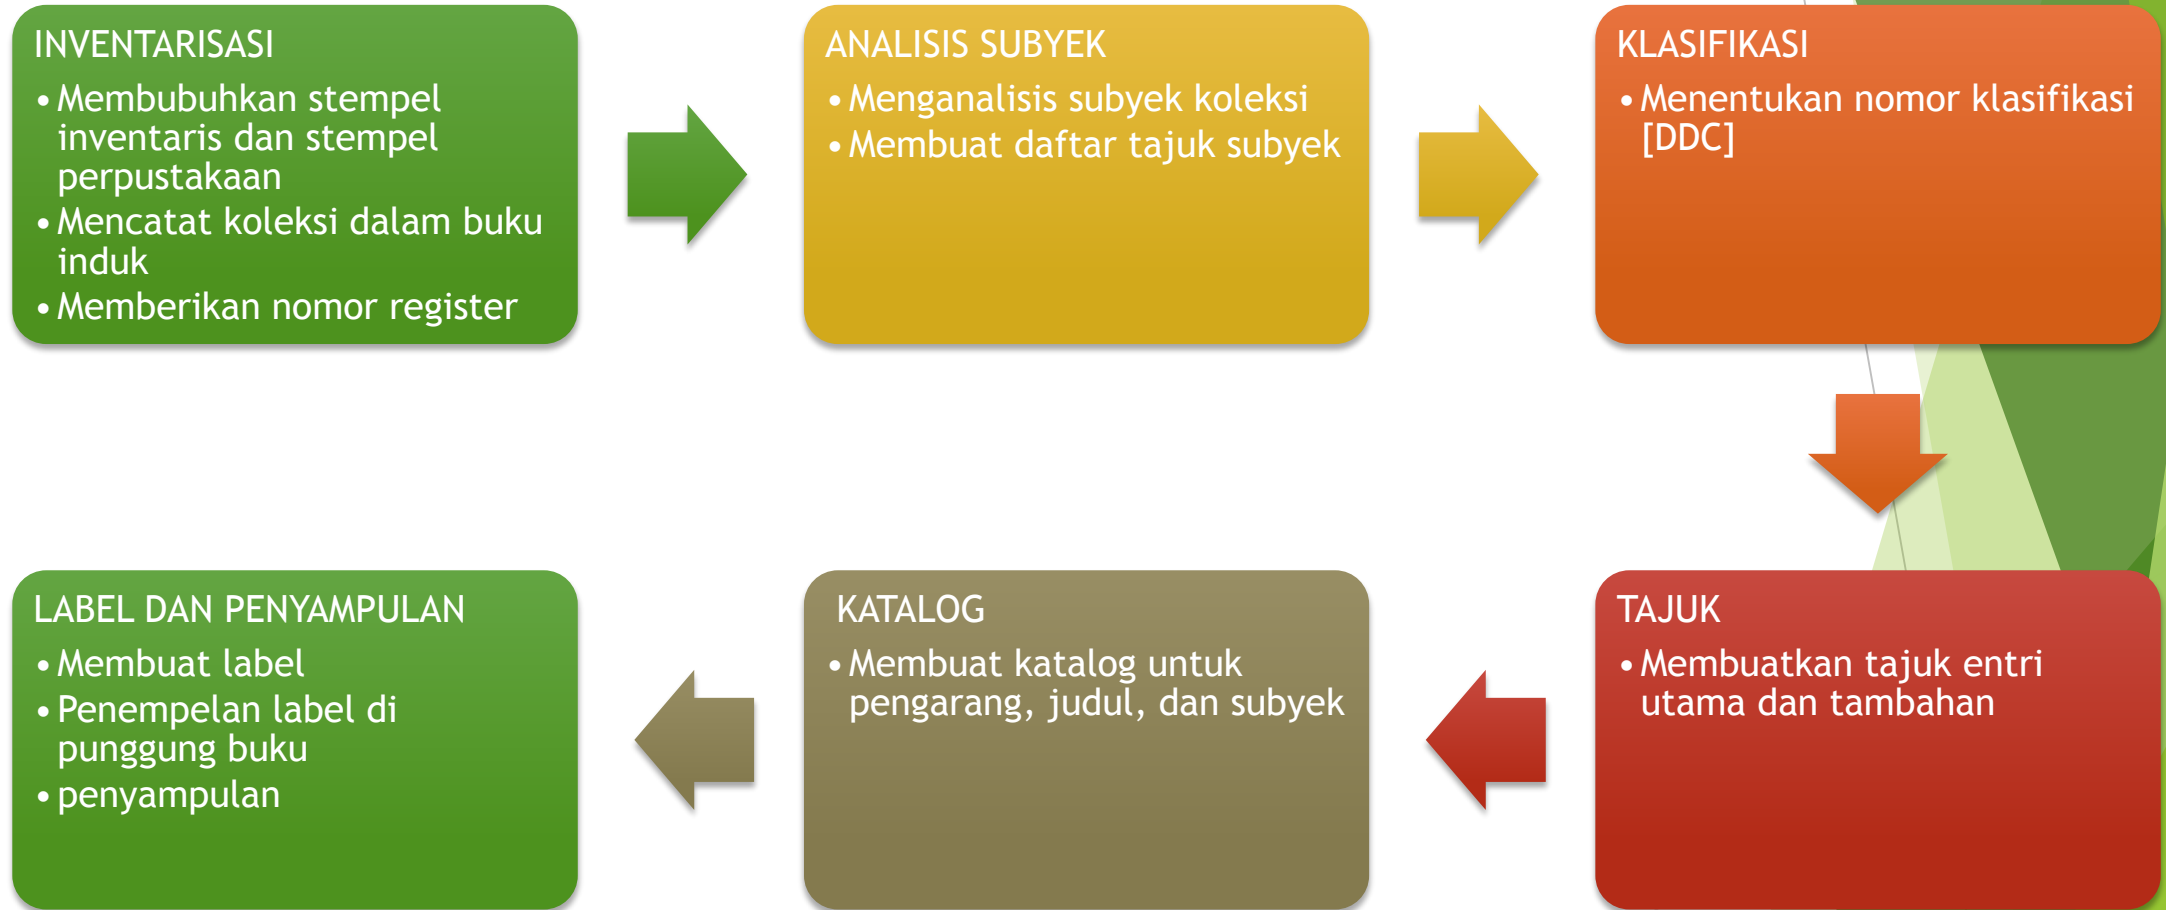 INVENTARISASI
• Membubuhkan stempel
inventaris dan stempel
perpustakaan
• Mencatat koleksi dalam buku
induk
• Memberikan nomor register
ANALISIS SUBYEK
• Menganalisis subyek koleksi
• Membuat daftar tajuk subyek
KLASIFIKASI
• Menentukan nomor klasifikasi
[DDC]
TAJUK
• Membuatkan tajuk entri
utama dan tambahan
KATALOG
• Membuat katalog untuk
pengarang, judul, dan subyek
LABEL DAN PENYAMPULAN
• Membuat label
• Penempelan label di
punggung buku
• penyampulan